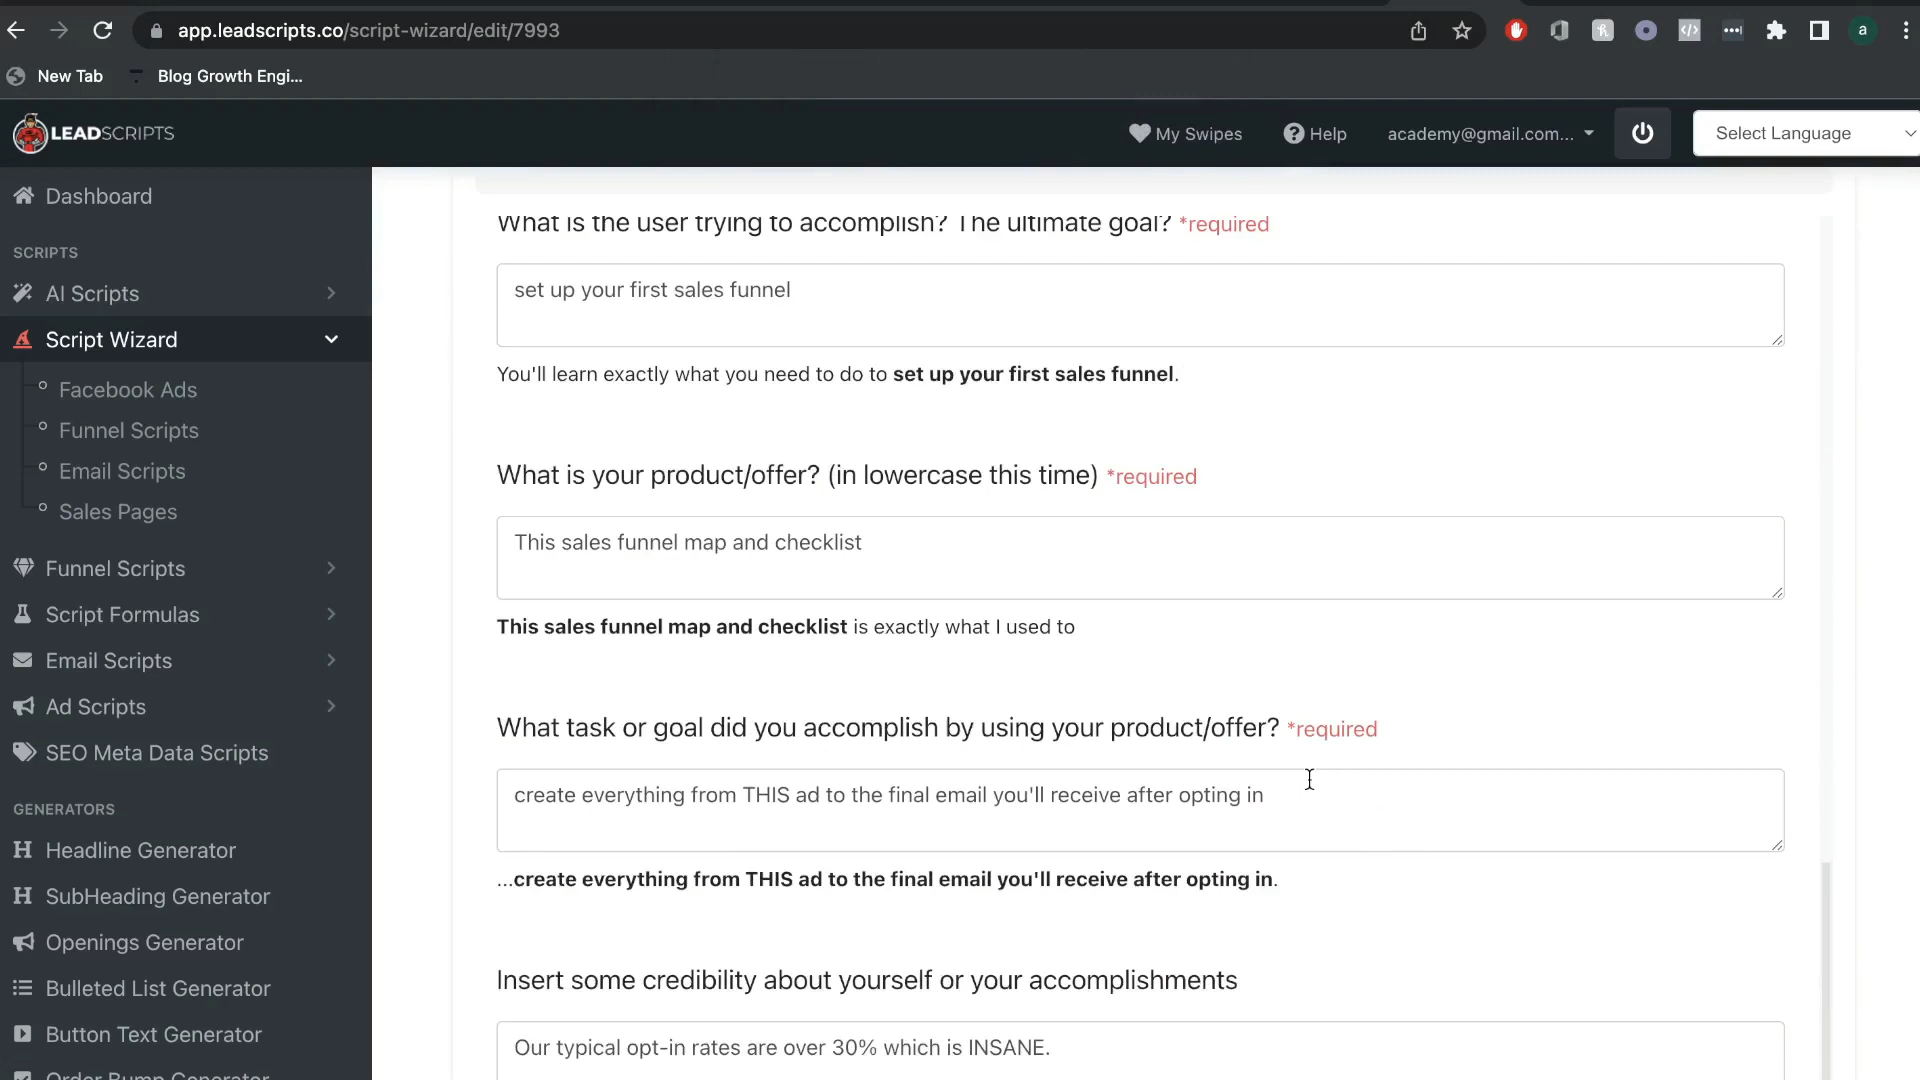 app.leadscripts.co/script-wizard/edit/7993
a
New Tab
Blog Growth Engi...
LEADSCRIPTS
My Swipes
Help
academy@gmail.com...
Select Language
Dashboard
SCRIPTS
AI Scripts
Script Wizard
Facebook Ads
Funnel Scripts
Email Scripts
Sales Pages
Funnel Scripts
Script Formulas
Email Scripts
Ad Scripts
SEO Meta Data Scripts
GENERATORS
Headline Generator
SubHeading Generator
Openings Generator
Bulleted List Generator
Button Text Generator
Order Bump Generator
What is the user trying to accomplish? The ultimate goal? *required
set up your first sales funnel
You'll learn exactly what you need to do to set up your first sales funnel.
What is your product/offer? (in lowercase this time) *required
This sales funnel map and checklist
This sales funnel map and checklist is exactly what I used to
What task or goal did you accomplish by using your product/offer? *required
create everything from THIS ad to the final email you'll receive after opting in
...create everything from THIS ad to the final email you'll receive after opting in.
Insert some credibility about yourself or your accomplishments
Our typical opt-in rates are over 30% which is INSANE.